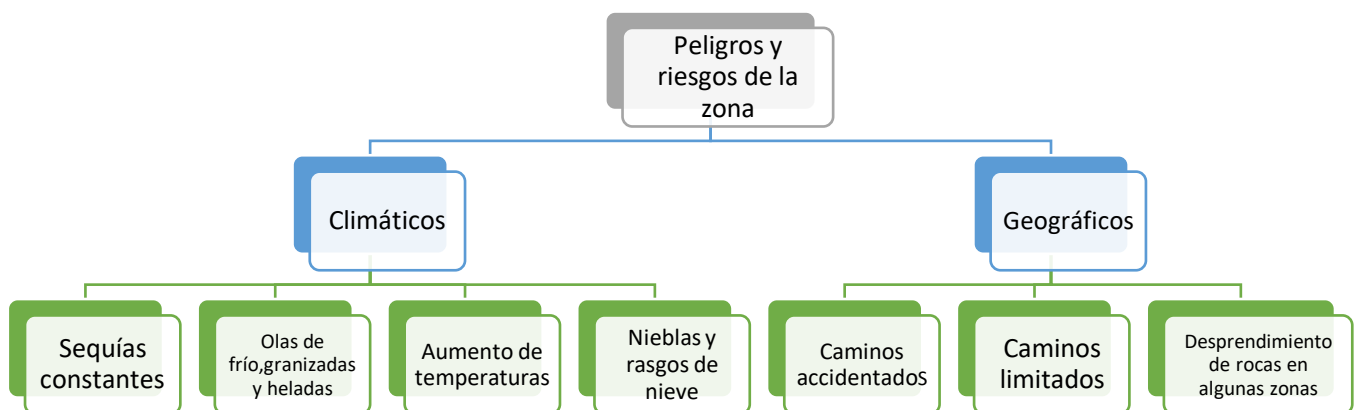 Peligros y
riesgos de la
zona
Climáticos
Geográficos
Sequías
constantes
Olas de
frío,granizadas
y heladas
Aumento de
temperaturas
Nieblas y
rasgos de
nieve
Caminos
accidentados
Caminos
limitados
Desprendimiento
de rocas en
algunas zonas